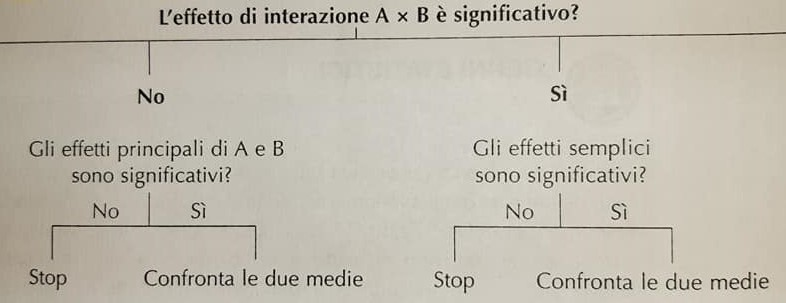 L'effetto di interazione A × B è significativo?
No
Sì
Gli effetti principali di A e B
sono significativi?
Gli effetti semplici
sono significativi?
No
Sì
No
Sì
Stop
Confronta le due medie
Stop
Confronta le due medie